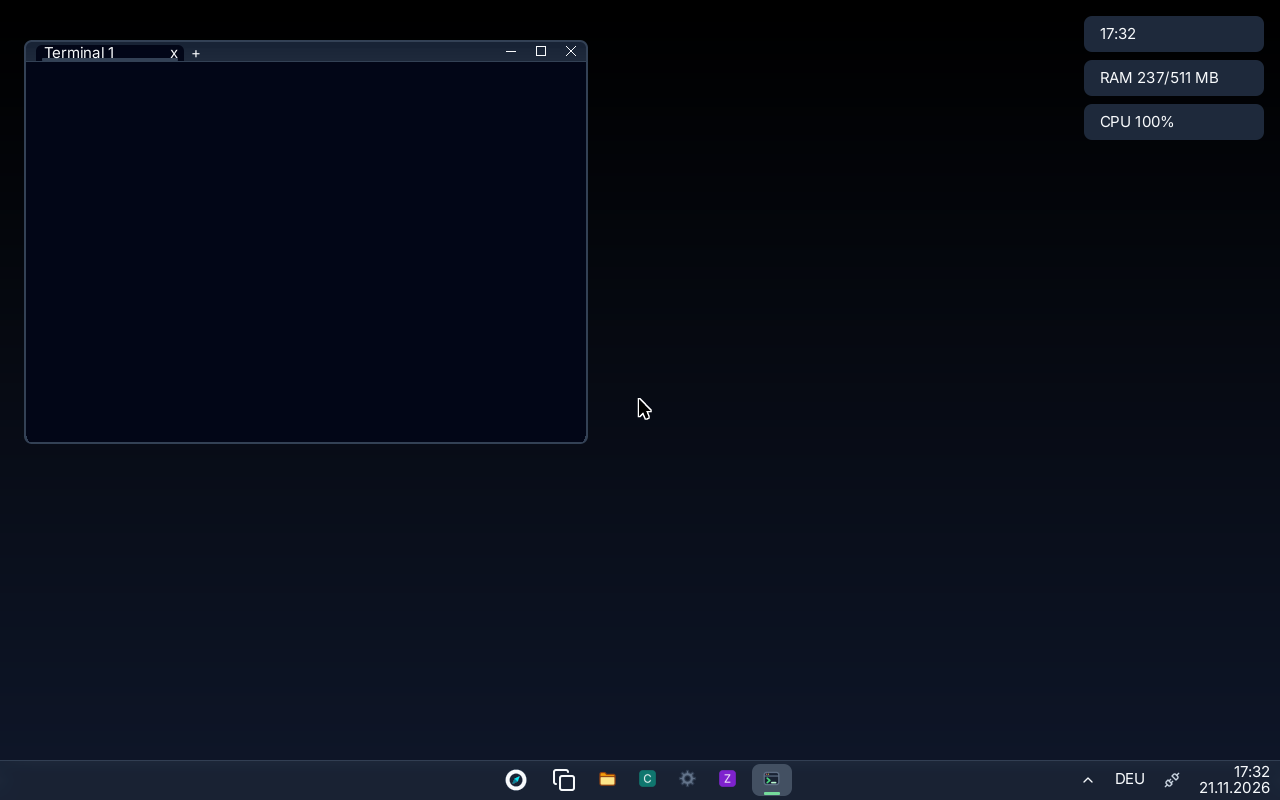 17:32
Terminal 1 x +
RAM 237/511 MB
CPU 100%
C
Z
DEU
17:32
21.11.2026